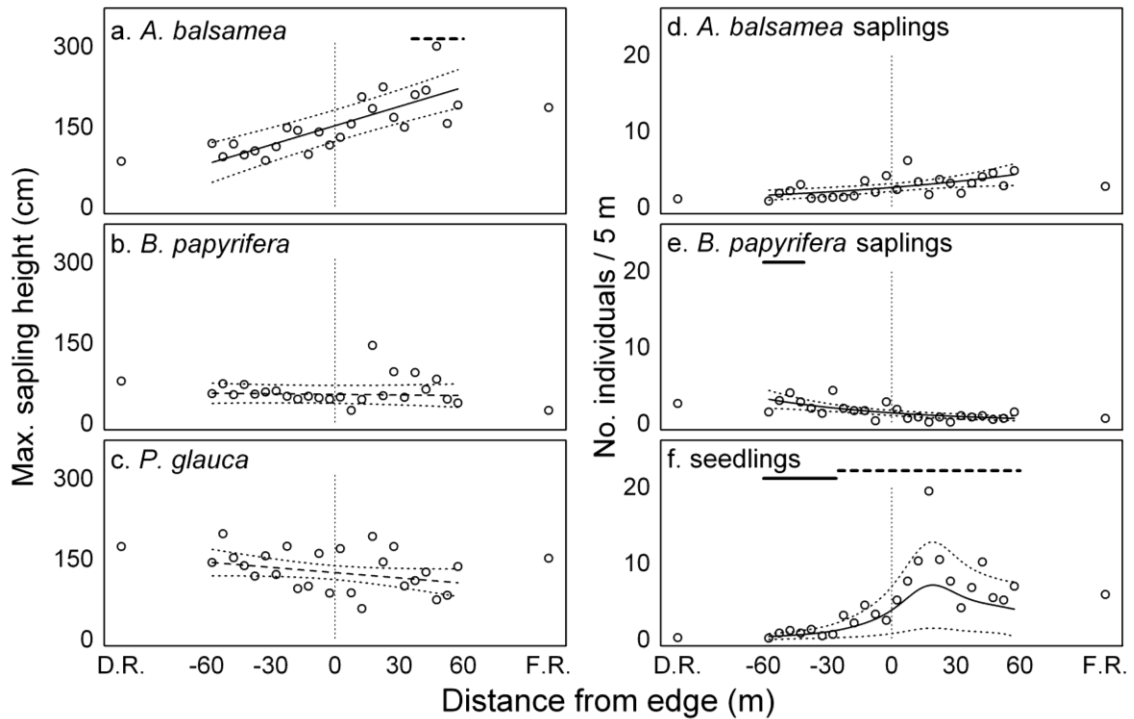 a. A. balsamea
300
150
0
b. B. papyrifera
300
150
0
c. P. glauca
300
150
0
D.R. -60 -30 0 30 60 F.R.
Max. sapling height (cm)
d. A. balsamea saplings
20
10
0
e. B. papyrifera saplings
20
10
0
f. seedlings
20
10
0
D.R. -60 -30 0 30 60 F.R.
No. individuals / 5 m
Distance from edge (m)